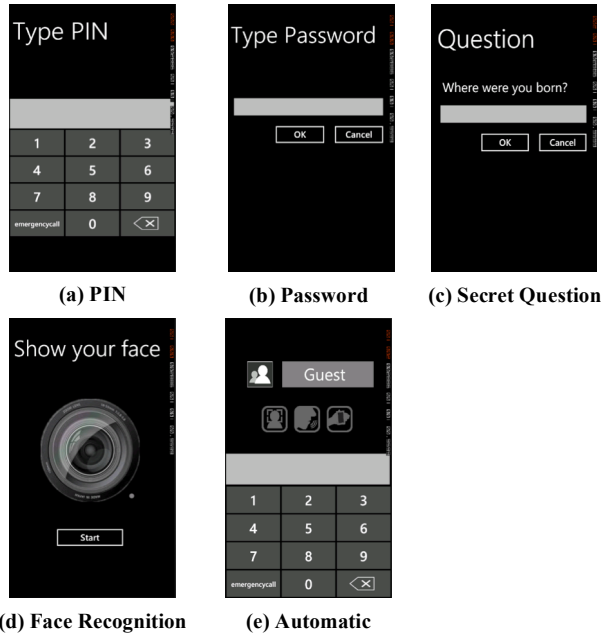 Type PIN
1 2 3
4 5 6
7 8 9
emergencycall 0
(a) PIN
Type Password
OK Cancel
(b) Password
Question
Where were you born?
OK Cancel
(c) Secret Question
Show your face
Start
(d) Face Recognition
Guest
1 2 3
4 5 6
7 8 9
emergencycall 0
(e) Automatic